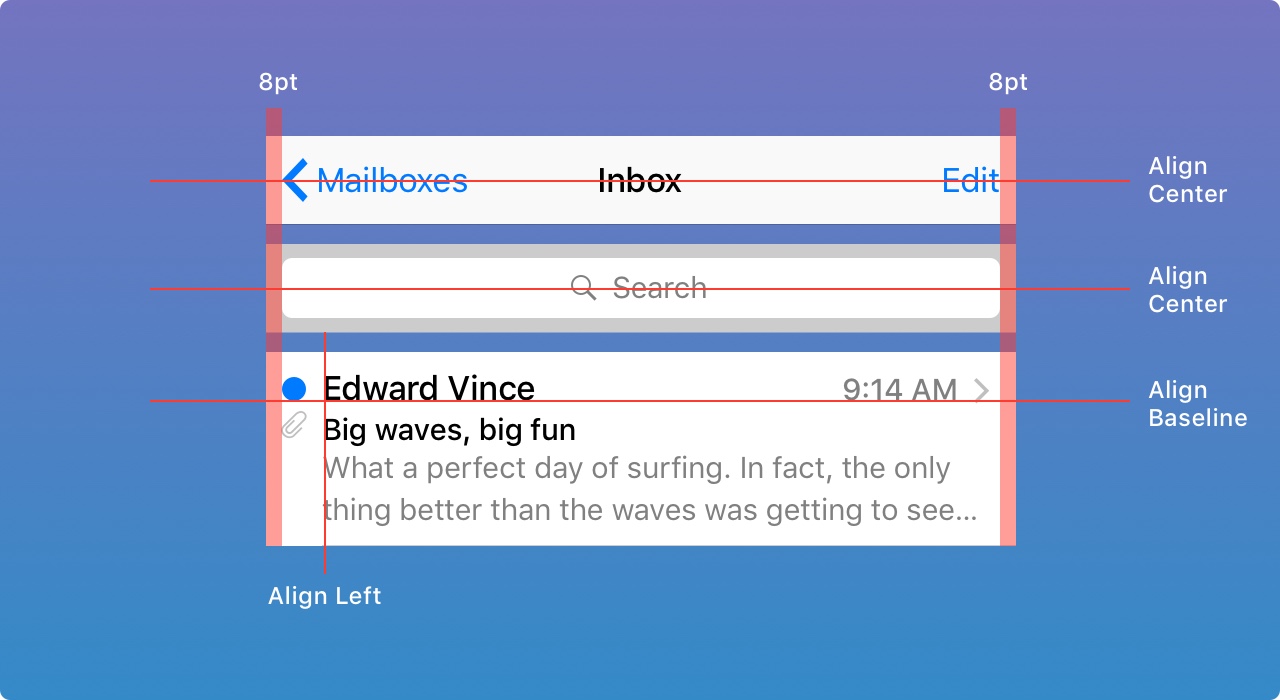 8pt 8pt
Mailboxes Inbox Edit
Align
Center
Search
Align
Center
Edward Vince 9:14 AM
Align
Baseline
Big waves, big fun
What a perfect day of surfing. In fact, the only
thing better than the waves was getting to see...
Align Left